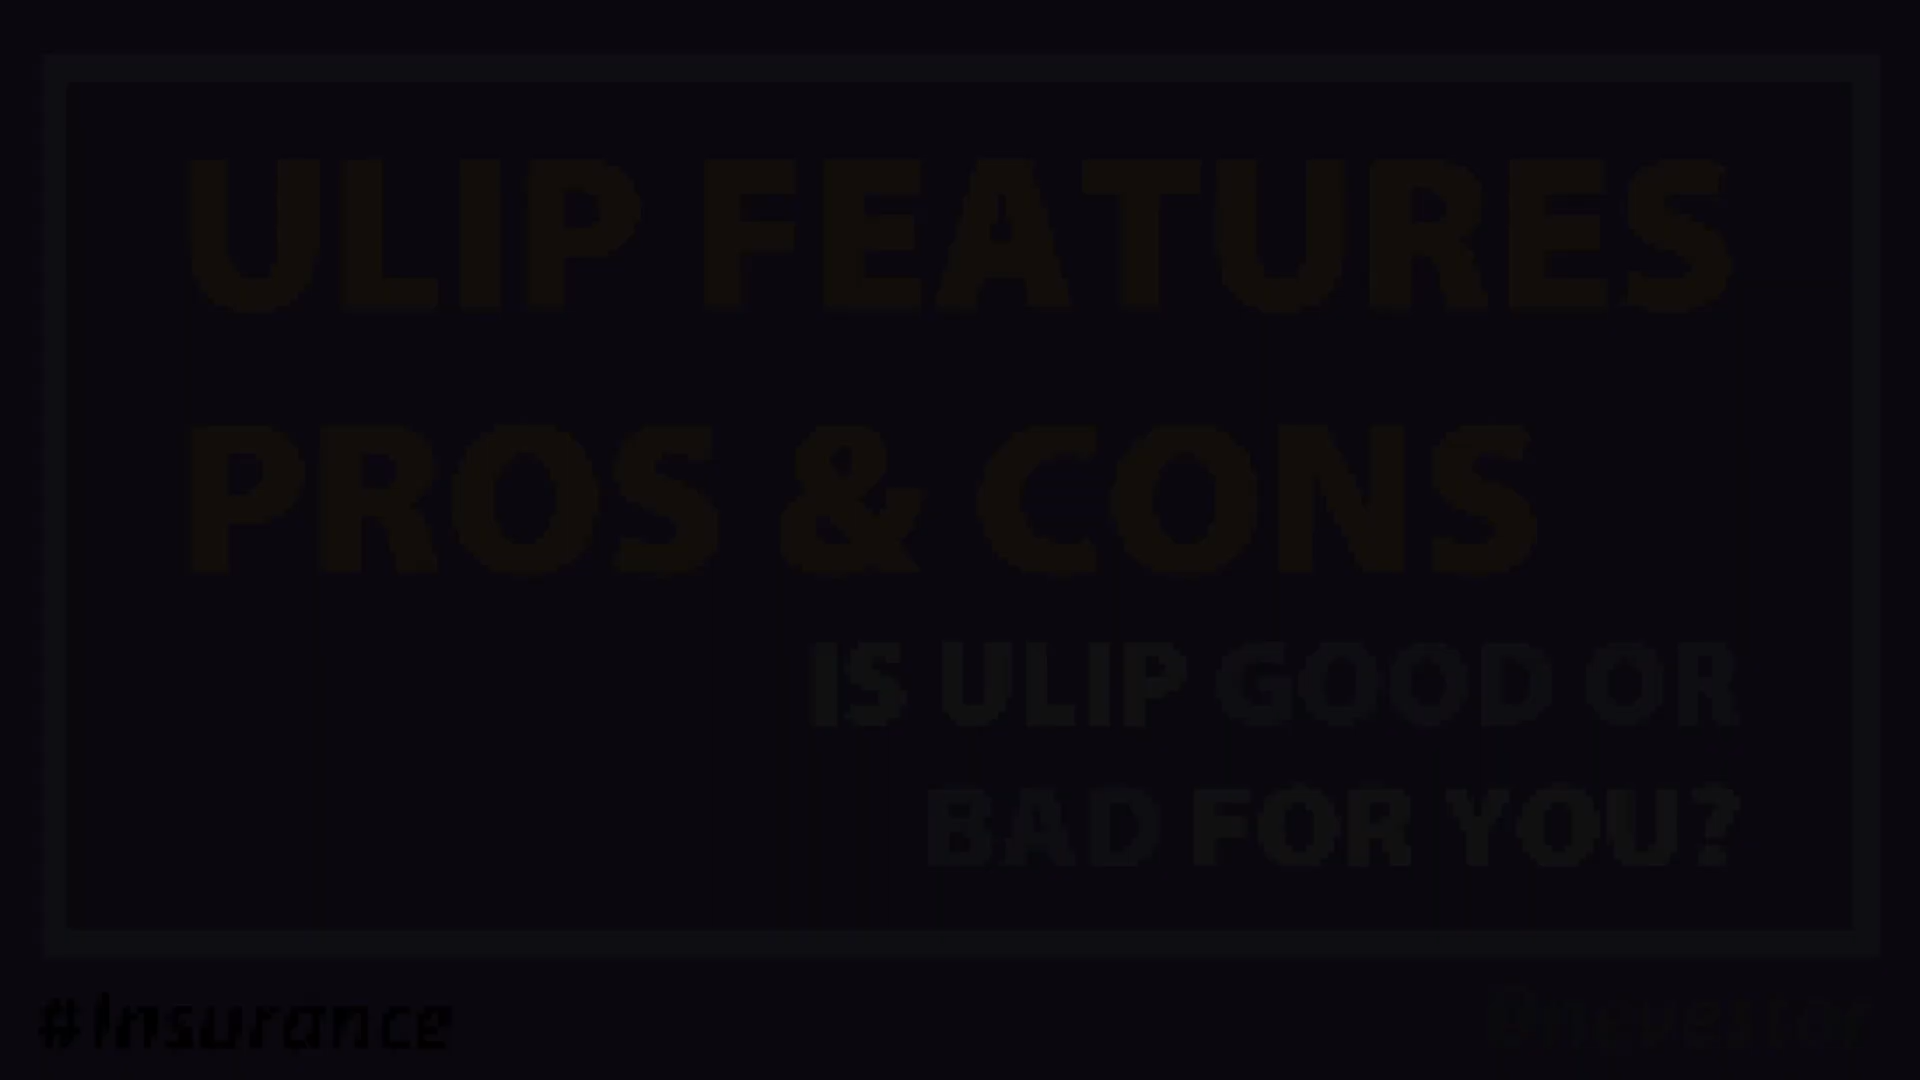 ULIP FEATURES
PROS & CONS
IS ULIP GOOD OR
BAD FOR YOU?
#Insurance